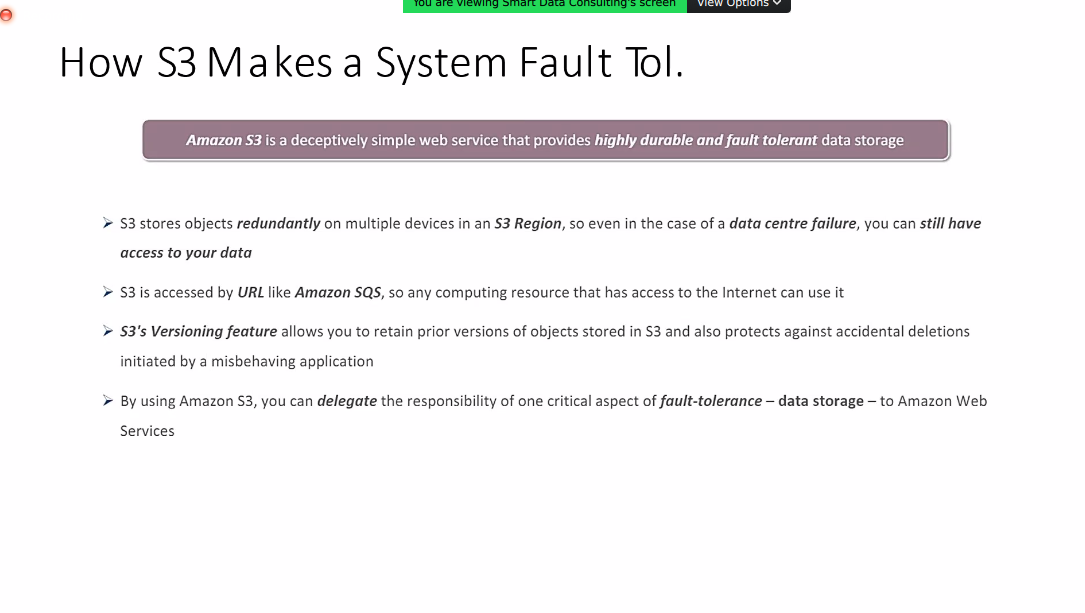 You are viewing Smart Data Consulting's screen View Options
How S3 Makes a System Fault Tol.
Amazon S3 is a deceptively simple web service that provides highly durable and fault tolerant data storage
S3 stores objects redundantly on multiple devices in an S3 Region, so even in the case of a data centre failure, you can still have
access to your data
S3 is accessed by URL like Amazon SQS, so any computing resource that has access to the Internet can use it
S3's Versioning feature allows you to retain prior versions of objects stored in S3 and also protects against accidental deletions
initiated by a misbehaving application
By using Amazon S3, you can delegate the responsibility of one critical aspect of fault-tolerance – data storage – to Amazon Web
Services